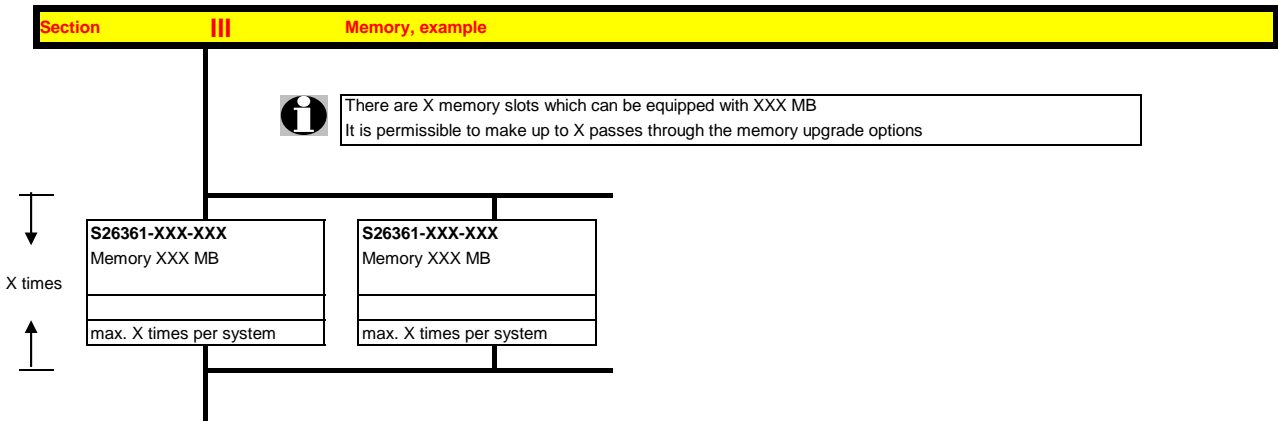 Section III Memory, example
There are X memory slots which can be equipped with XXX MB
It is permissible to make up to X passes through the memory upgrade options
S26361-XXX-XXX
Memory XXX MB
max. X times per system
S26361-XXX-XXX
Memory XXX MB
max. X times per system
X times